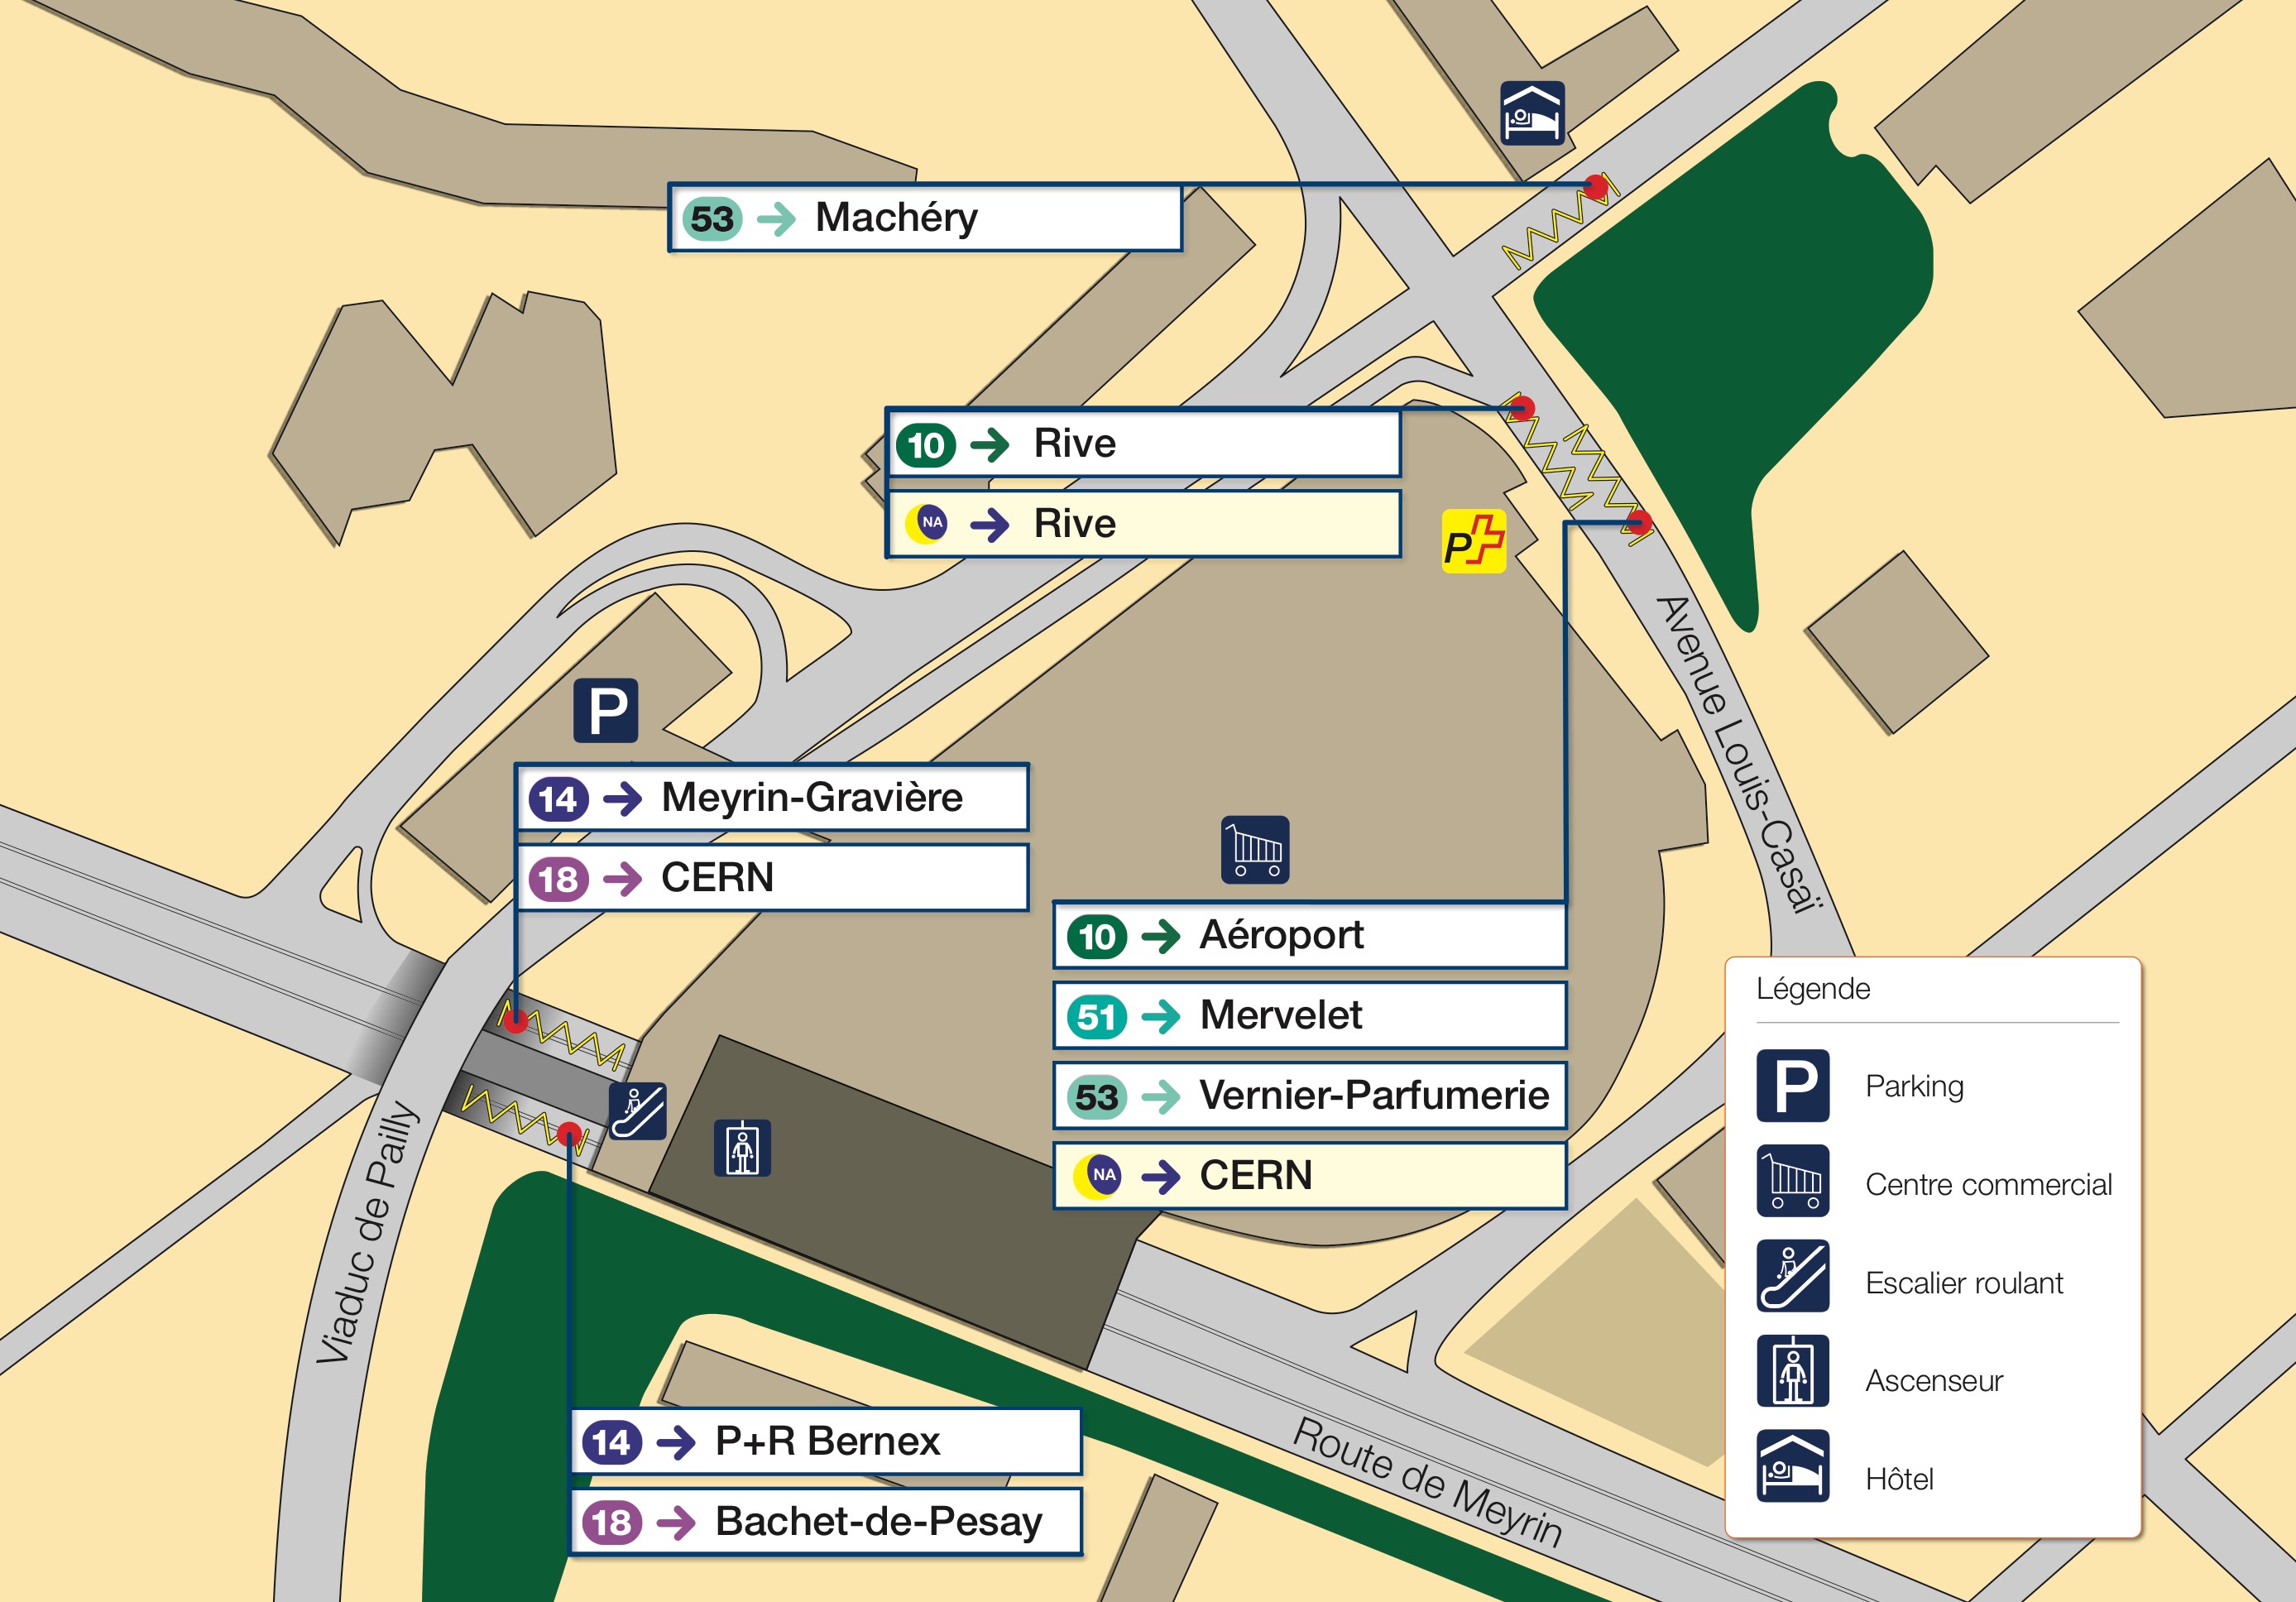 53 → Machéry
10 → Rive
NA → Rive
P
P
14 → Meyrin-Gravière
18 → CERN
Avenue Louis-Casaï
10 → Aéroport
51 → Mervelet
53 → Vernier-Parfumerie
NA → CERN
Viaduc de Pailly
14 → P+R Bernex
18 → Bachet-de-Pesay
Route de Meyrin
Légende
P Parking
Centre commercial
Escalier roulant
Ascenseur
Hôtel